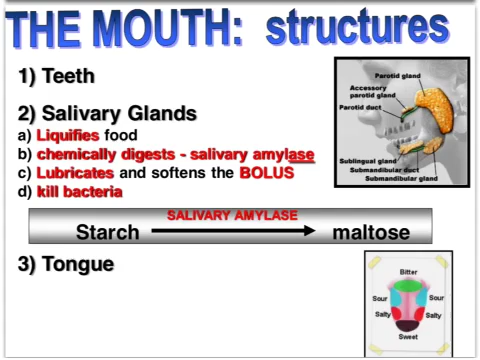 THE MOUTH: structures
1) Teeth
2) Salivary Glands
a) Liquifies food
b) chemically digests - salivary amylase
c) Lubricates and softens the BOLUS
d) kill bacteria
Parotid gland
Accessory
parotid gland
Parotid duct
Sublingual gland
Submandibular duct
Submandibular gland
SALIVARY AMYLASE
Starch maltose
3) Tongue
Bitter
Sour Sour
Salty Salty
Sweet